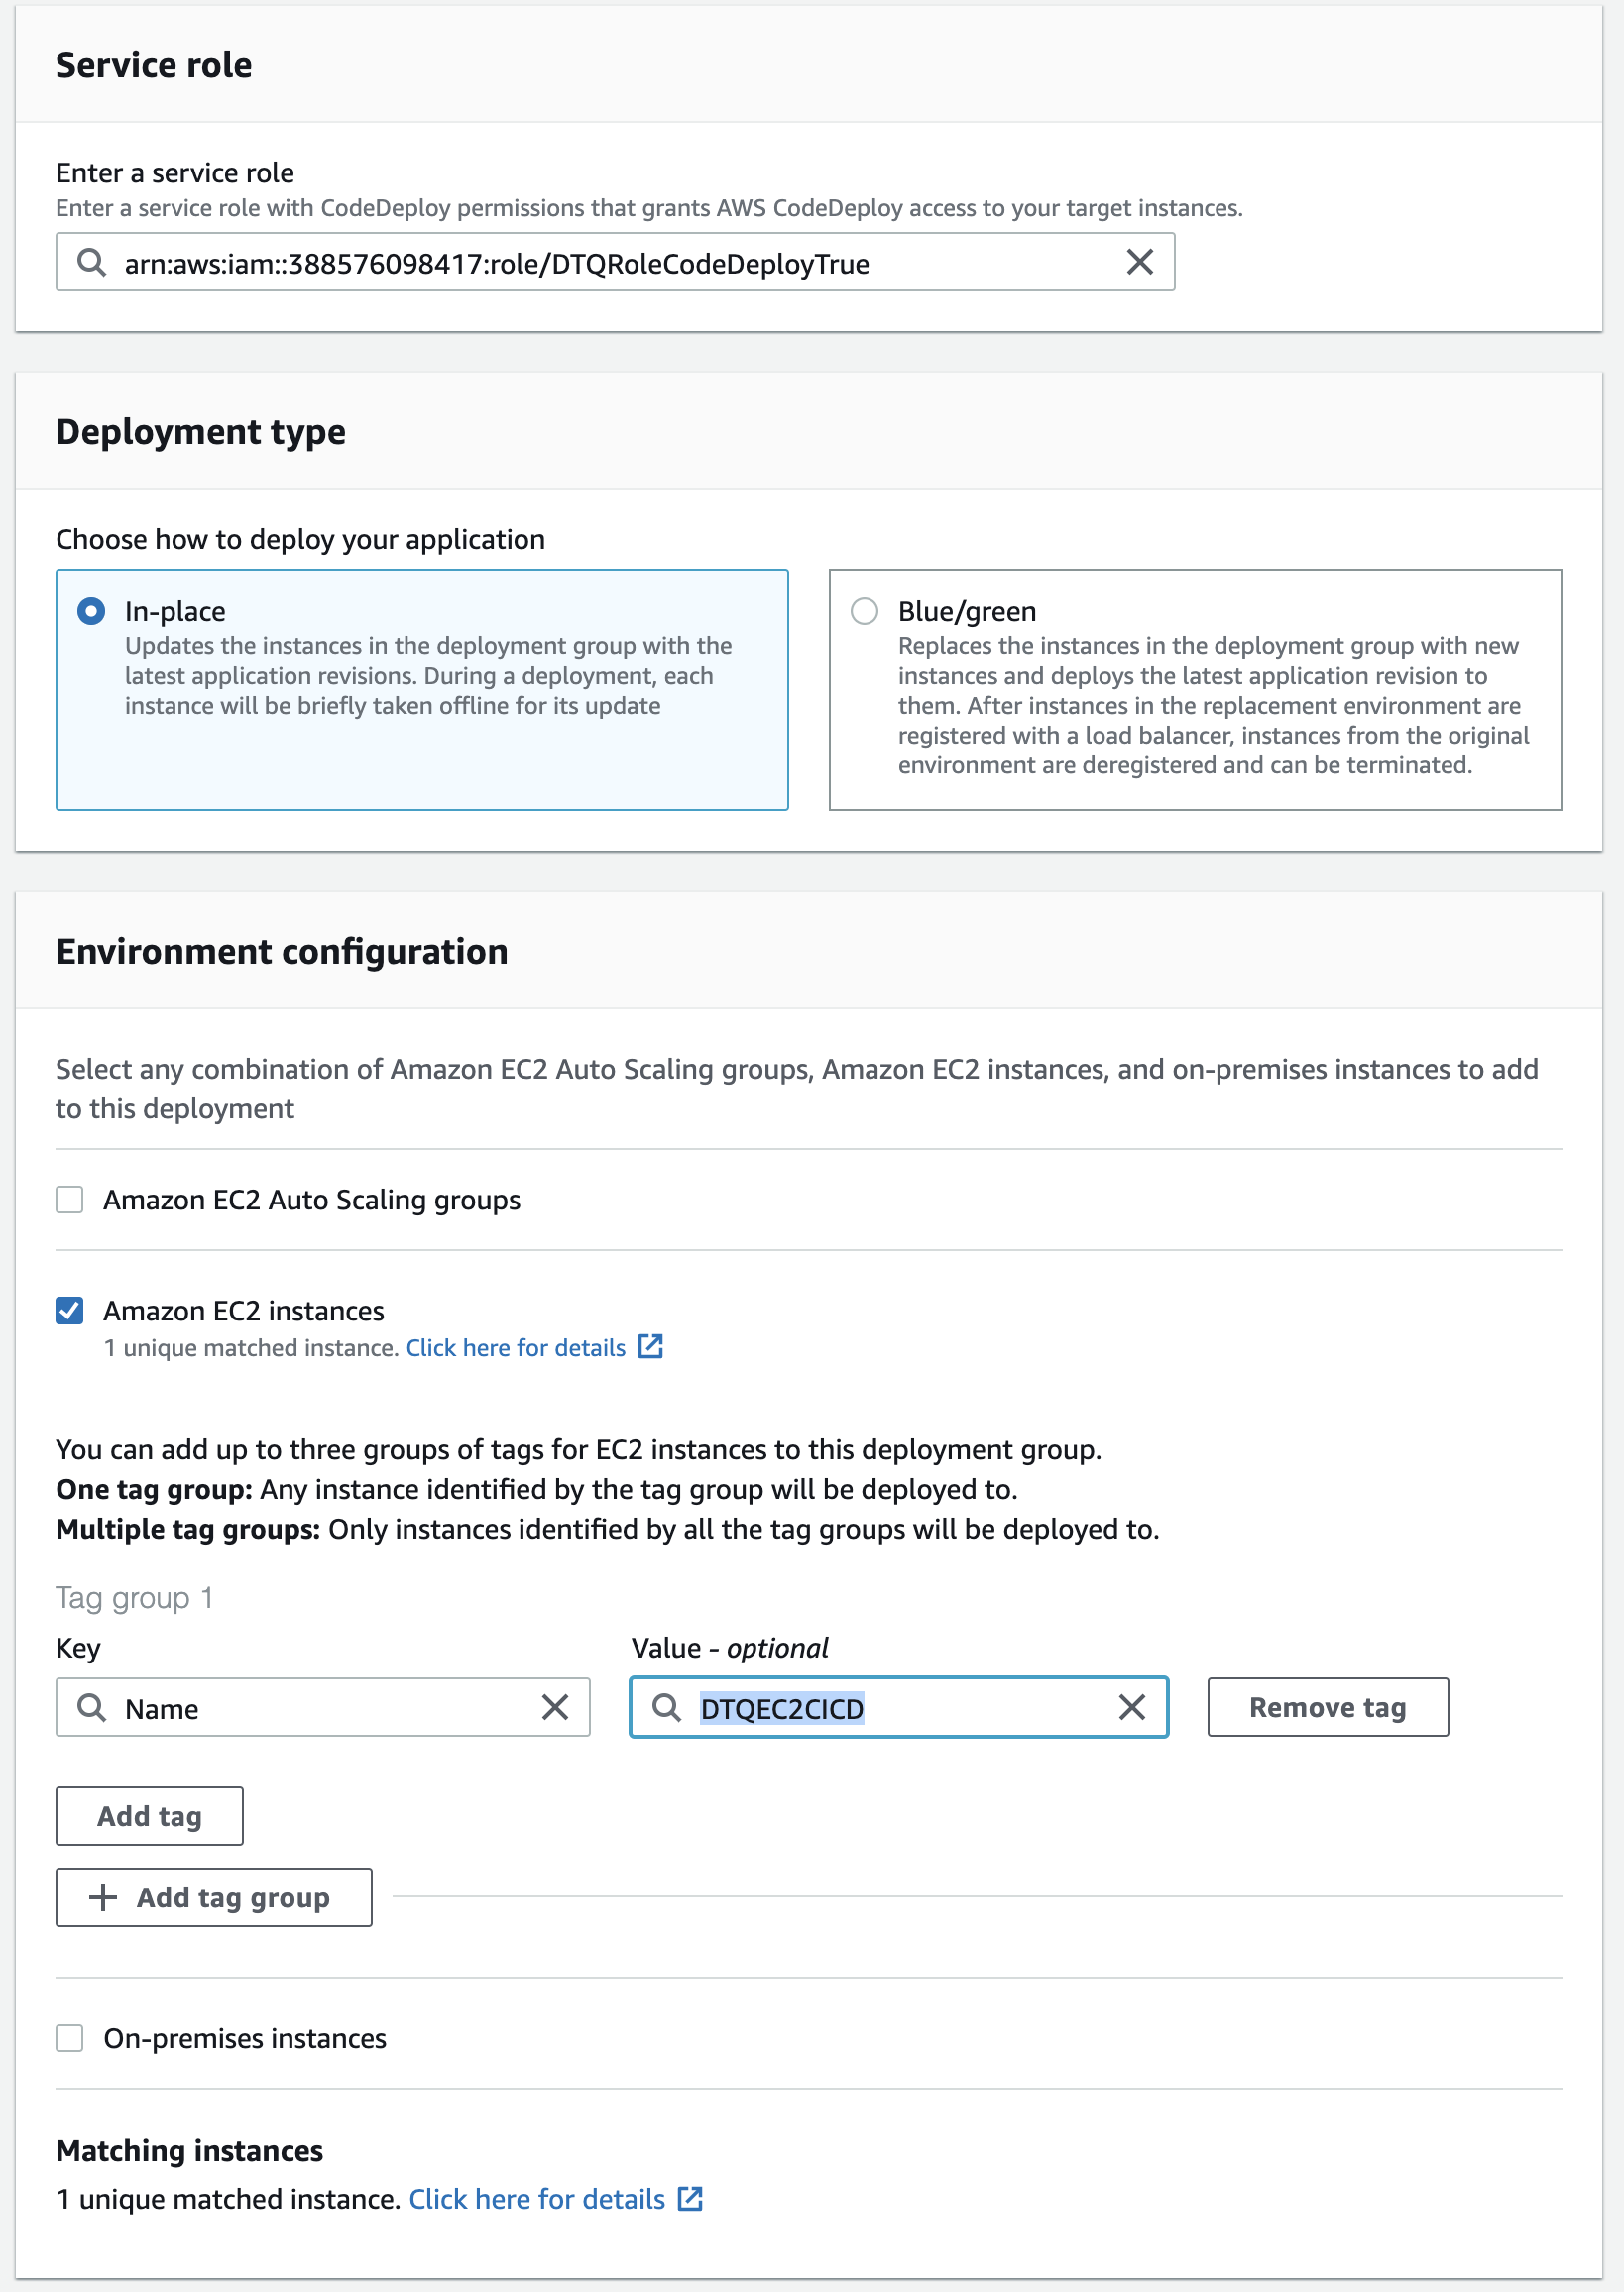 Service role
Enter a service role
Enter a service role with CodeDeploy permissions that grants AWS CodeDeploy access to your target instances.
arn:aws:iam::388576098417:role/DTQRoleCodeDeployTrue
Deployment type
Choose how to deploy your application
In-place
Updates the instances in the deployment group with the
latest application revisions. During a deployment, each
instance will be briefly taken offline for its update
Blue/green
Replaces the instances in the deployment group with new
instances and deploys the latest application revision to
them. After instances in the replacement environment are
registered with a load balancer, instances from the original
environment are deregistered and can be terminated.
Environment configuration
Select any combination of Amazon EC2 Auto Scaling groups, Amazon EC2 instances, and on-premises instances to add
to this deployment
Amazon EC2 Auto Scaling groups
Amazon EC2 instances
1 unique matched instance. Click here for details
You can add up to three groups of tags for EC2 instances to this deployment group.
One tag group: Any instance identified by the tag group will be deployed to.
Multiple tag groups: Only instances identified by all the tag groups will be deployed to.
Tag group 1
Key
Value - optional
Name
DTQEC2CICD
Remove tag
Add tag
Add tag group
On-premises instances
Matching instances
1 unique matched instance. Click here for details